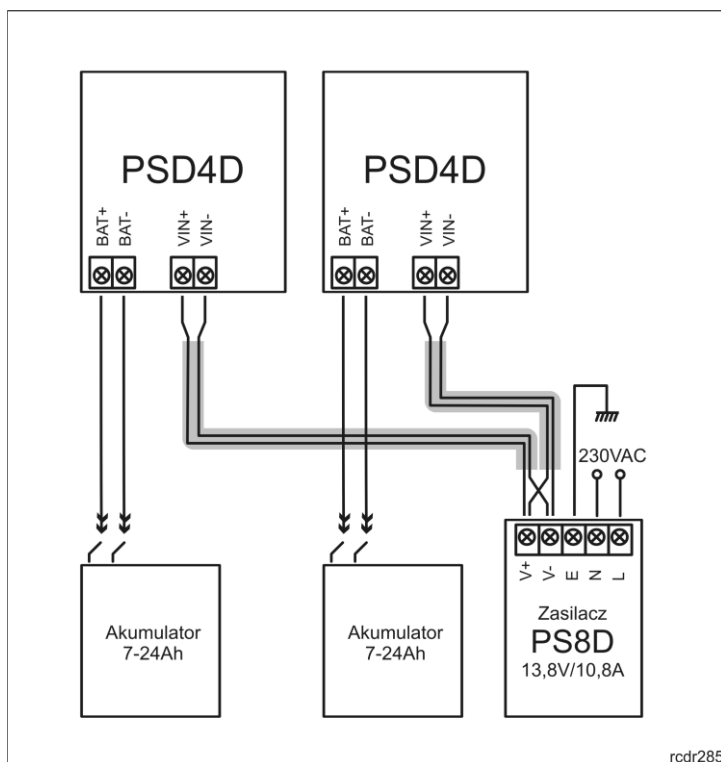 PSD4D
BAT+
BAT-
VIN+
VIN-
PSD4D
BAT+
BAT-
VIN+
VIN-
230VAC
V+
V-
E
N
L
Akumulator
7-24Ah
Akumulator
7-24Ah
Zasilacz
PS8D
13,8V/10,8A
rcdr285